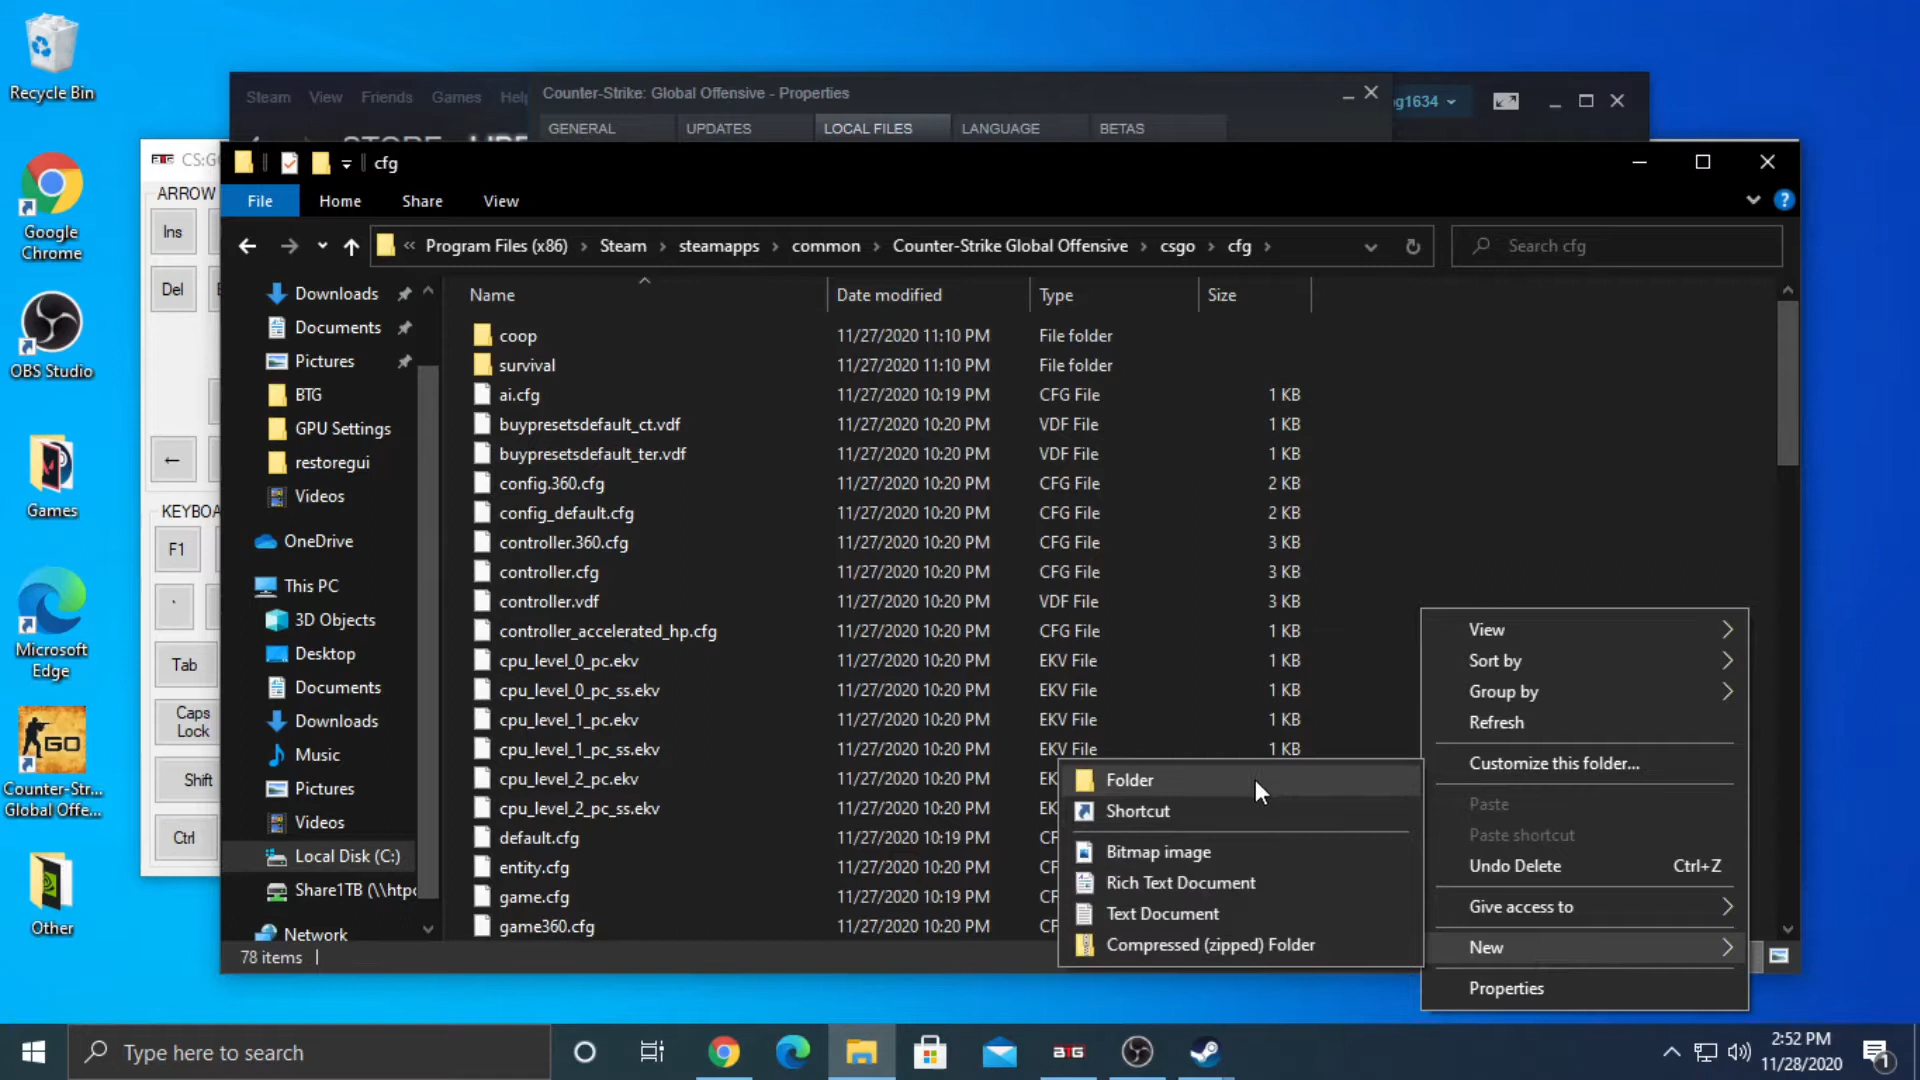 Recycle Bin
Google
Chrome
OBS Studio
Games
Microsoft
Edge
Counter-Str...
Global Offe...
Other
Steam View Friends Games Help
Counter-Strike: Global Offensive - Properties
GENERAL UPDATES LOCAL FILES LANGUAGE BETAS
g1634
STORE
BTG CS:G
ARROW
Ins
Del
←
KEYBOA
F1
`
Tab
Caps
Lock
Shift
Ctrl
cfg
File Home Share View
« Program Files (x86) > Steam > steamapps > common > Counter-Strike Global Offensive > csgo > cfg >
Search cfg
Downloads
Documents
Pictures
BTG
GPU Settings
restoregui
Videos
OneDrive
This PC
3D Objects
Desktop
Documents
Downloads
Music
Pictures
Videos
Local Disk (C:)
Share1TB (\\htpc
Network
Name Date modified Type Size
coop 11/27/2020 11:10 PM File folder
survival 11/27/2020 11:10 PM File folder
ai.cfg 11/27/2020 10:19 PM CFG File 1 KB
buypresetsdefault_ct.vdf 11/27/2020 10:20 PM VDF File 1 KB
buypresetsdefault_ter.vdf 11/27/2020 10:20 PM VDF File 1 KB
config.360.cfg 11/27/2020 10:20 PM CFG File 2 KB
config_default.cfg 11/27/2020 10:20 PM CFG File 2 KB
controller.360.cfg 11/27/2020 10:20 PM CFG File 3 KB
controller.cfg 11/27/2020 10:20 PM CFG File 3 KB
controller.vdf 11/27/2020 10:20 PM VDF File 3 KB
controller_accelerated_hp.cfg 11/27/2020 10:20 PM CFG File 1 KB
cpu_level_0_pc.ekv 11/27/2020 10:20 PM EKV File 1 KB
cpu_level_0_pc_ss.ekv 11/27/2020 10:20 PM EKV File 1 KB
cpu_level_1_pc.ekv 11/27/2020 10:20 PM EKV File 1 KB
cpu_level_1_pc_ss.ekv 11/27/2020 10:20 PM EKV File 1 KB
cpu_level_2_pc.ekv 11/27/2020 10:20 PM EK
cpu_level_2_pc_ss.ekv 11/27/2020 10:20 PM EK
default.cfg 11/27/2020 10:19 PM CF
entity.cfg 11/27/2020 10:20 PM CF
game.cfg 11/27/2020 10:19 PM CF
game360.cfg 11/27/2020 10:20 PM CF
78 items
Folder
Shortcut
Bitmap image
Rich Text Document
Text Document
Compressed (zipped) Folder
View
Sort by
Group by
Refresh
Customize this folder...
Paste
Paste shortcut
Undo Delete Ctrl+Z
Give access to
New
Properties
Type here to search
BTG
2:52 PM
11/28/2020
1